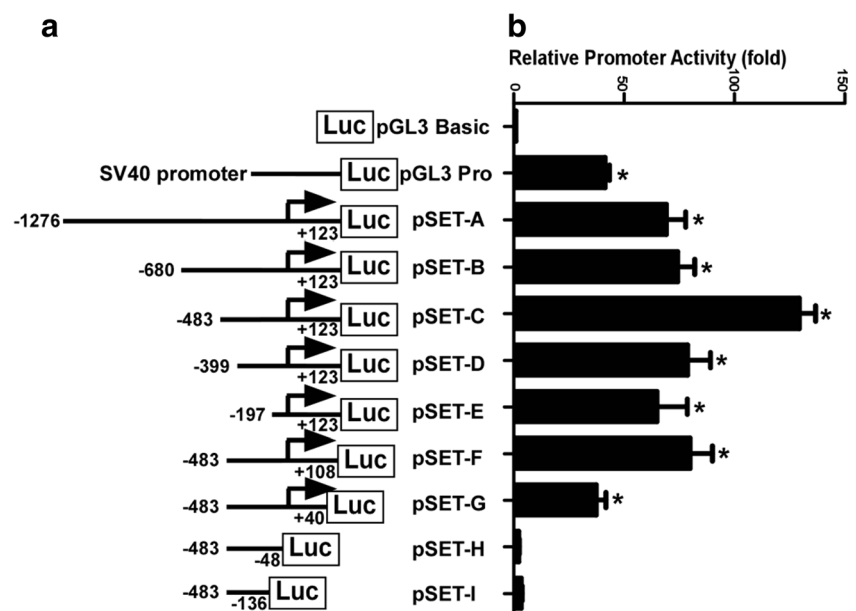 a
b
Relative Promoter Activity (fold)
0 50 100 150
Luc pGL3 Basic
SV40 promoter Luc pGL3 Pro *
-1276 +123 Luc pSET-A *
-680 +123 Luc pSET-B *
-483 +123 Luc pSET-C *
-399 +123 Luc pSET-D *
-197 +123 Luc pSET-E *
-483 +108 Luc pSET-F *
-483 +40 Luc pSET-G *
-483 -48 Luc pSET-H
-483 -136 Luc pSET-I